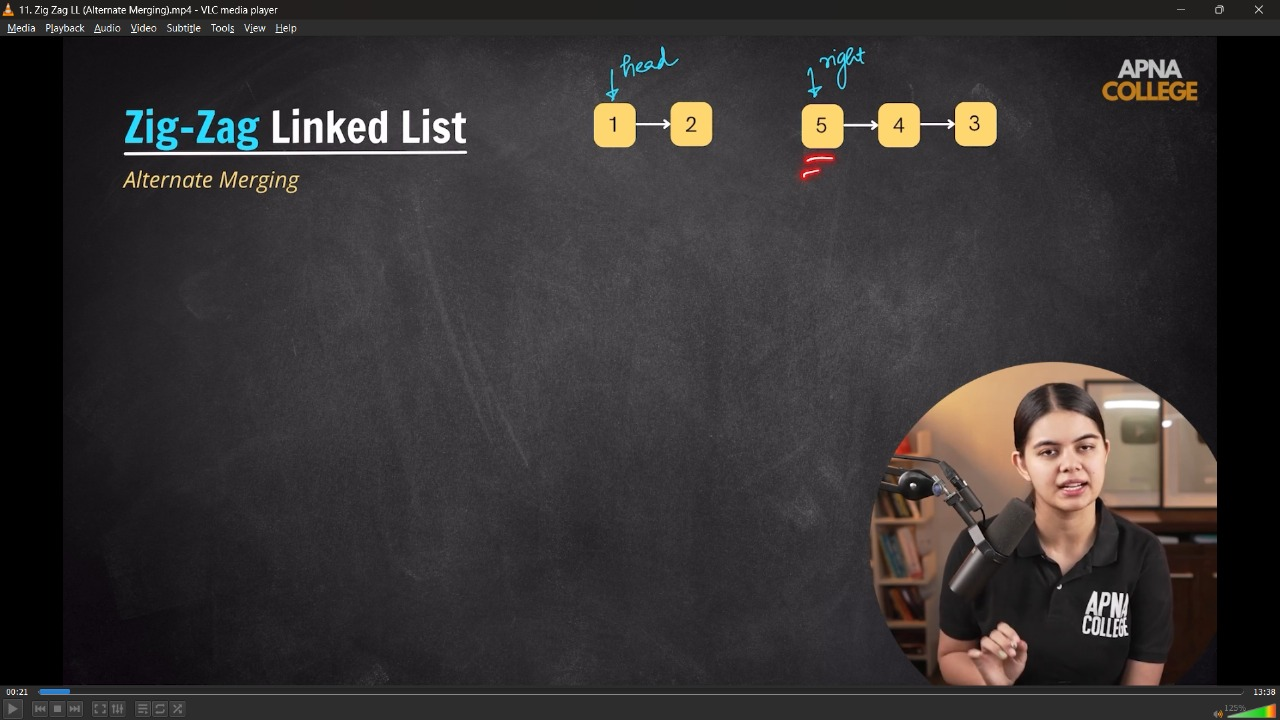 11. Zig Zag LL (Alternate Merging).mp4 - VLC media player
Media Playback Audio Video Subtitle Tools View Help
head
right
APNA
COLLEGE
Zig-Zag Linked List
1 2 5 4 3
Alternate Merging
APNA
COLLEGE
00:21
13:38
125%